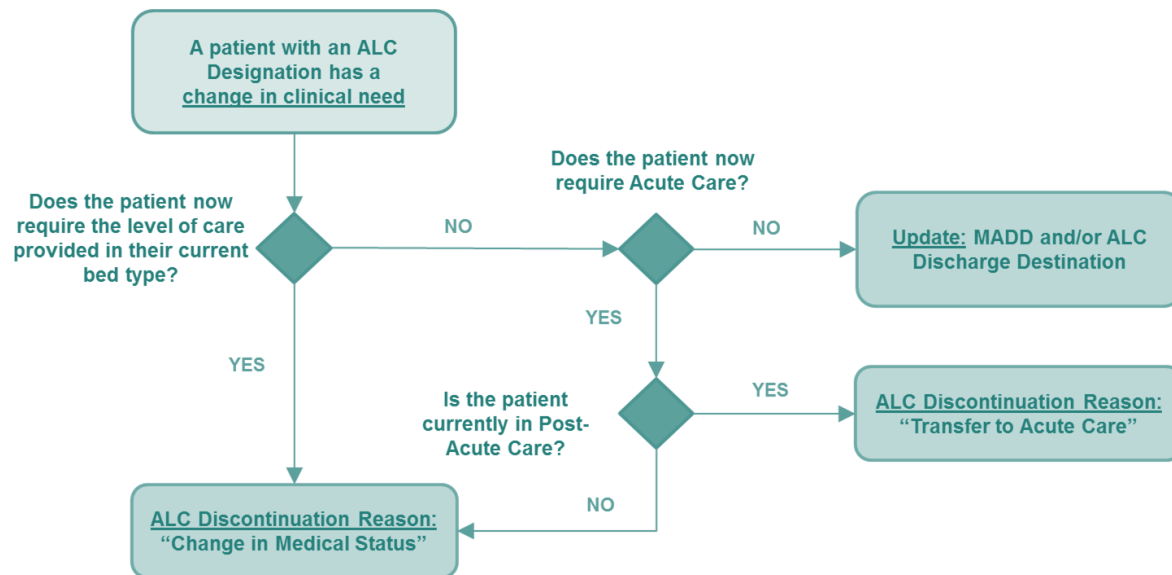 A patient with an ALC
Designation has a
change in clinical need
Does the patient now
require Acute Care?
Does the patient now
require the level of care
provided in their current
bed type?
NO
NO
Update: MADD and/or ALC
Discharge Destination
YES
YES
Is the patient
currently in Post-
Acute Care?
YES
ALC Discontinuation Reason:
“Transfer to Acute Care”
NO
ALC Discontinuation Reason:
“Change in Medical Status”